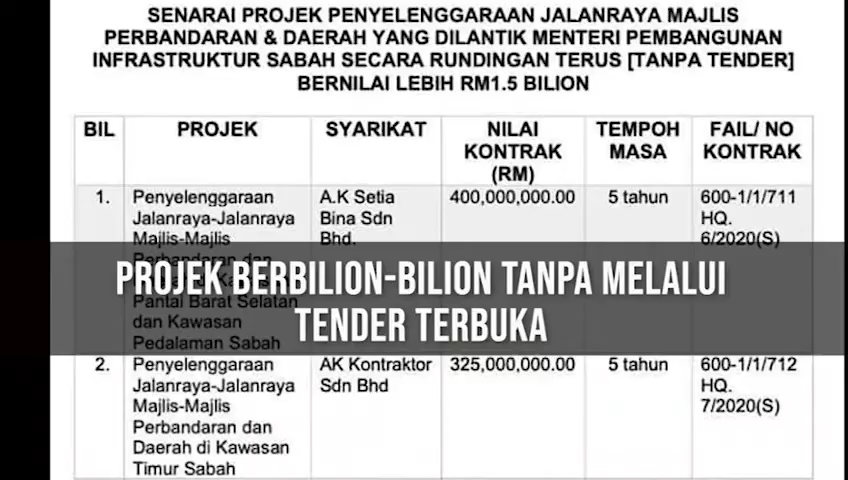 SENARAI PROJEK PENYELENGGARAAN JALANRAYA MAJLIS
PERBANDARAN & DAERAH YANG DILANTIK MENTERI PEMBANGUNAN
INFRASTRUKTUR SABAH SECARA RUNDINGAN TERUS [TANPA TENDER]
BERNILAI LEBIH RM1.5 BILION
BIL PROJEK SYARIKAT NILAI KONTRAK (RM) TEMPOH MASA FAIL/ NO KONTRAK
1. Penyelenggaraan A.K Setia 400,000,000.00 5 tahun 600-1/1/711
Jalanraya-Jalanraya Bina Sdn HQ.
Majlis-Majlis Bhd. 6/2020(S)
Perbandaran dan
PROJEK BERBILION-BILION TANPA MELALUI
TENDER TERBUKA
Pantai Barat Selatan
dan Kawasan
Pedalaman Sabah
2. Penyelenggaraan AK Kontraktor 325,000,000.00 5 tahun 600-1/1/712
Jalanraya-Jalanraya Sdn Bhd HQ.
Majlis-Majlis 7/2020(S)
Perbandaran dan
Daerah di Kawasan
Timur Sabah